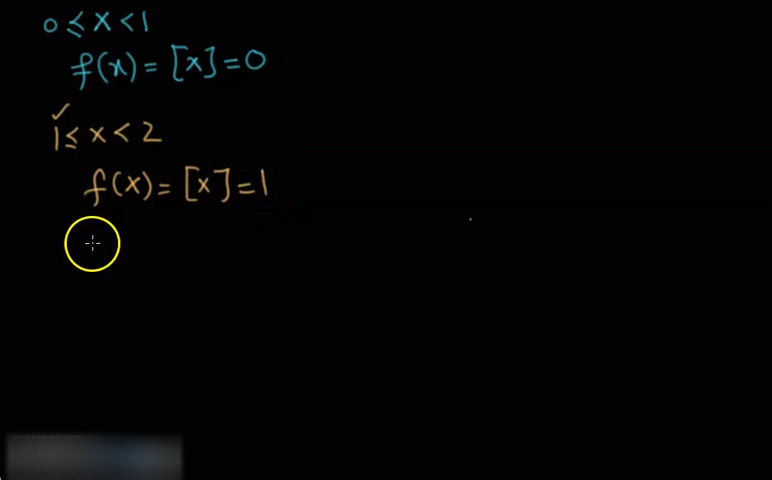 0 ≤ x < 1
f(x) = [x] = 0
1 ≤ x < 2
f(x) = [x] = 1